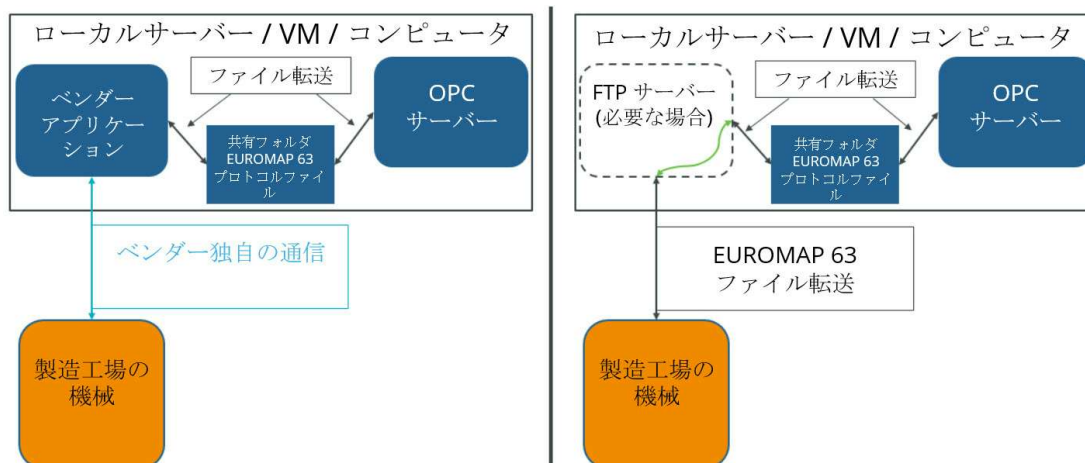 ローカルサーバー / VM / コンピュータ
ファイル転送
ベンダー
アプリケー
ション
OPC
サーバー
共有フォルダ
EUROMAP 63
プロトコルファイ
ル
ベンダー独自の通信
製造工場の
機械
ローカルサーバー / VM / コンピュータ
ファイル転送
FTP サーバー
(必要な場合)
OPC
サーバー
共有フォルダ
EUROMAP 63
プロトコルファイ
ル
EUROMAP 63
ファイル転送
製造工場の
機械